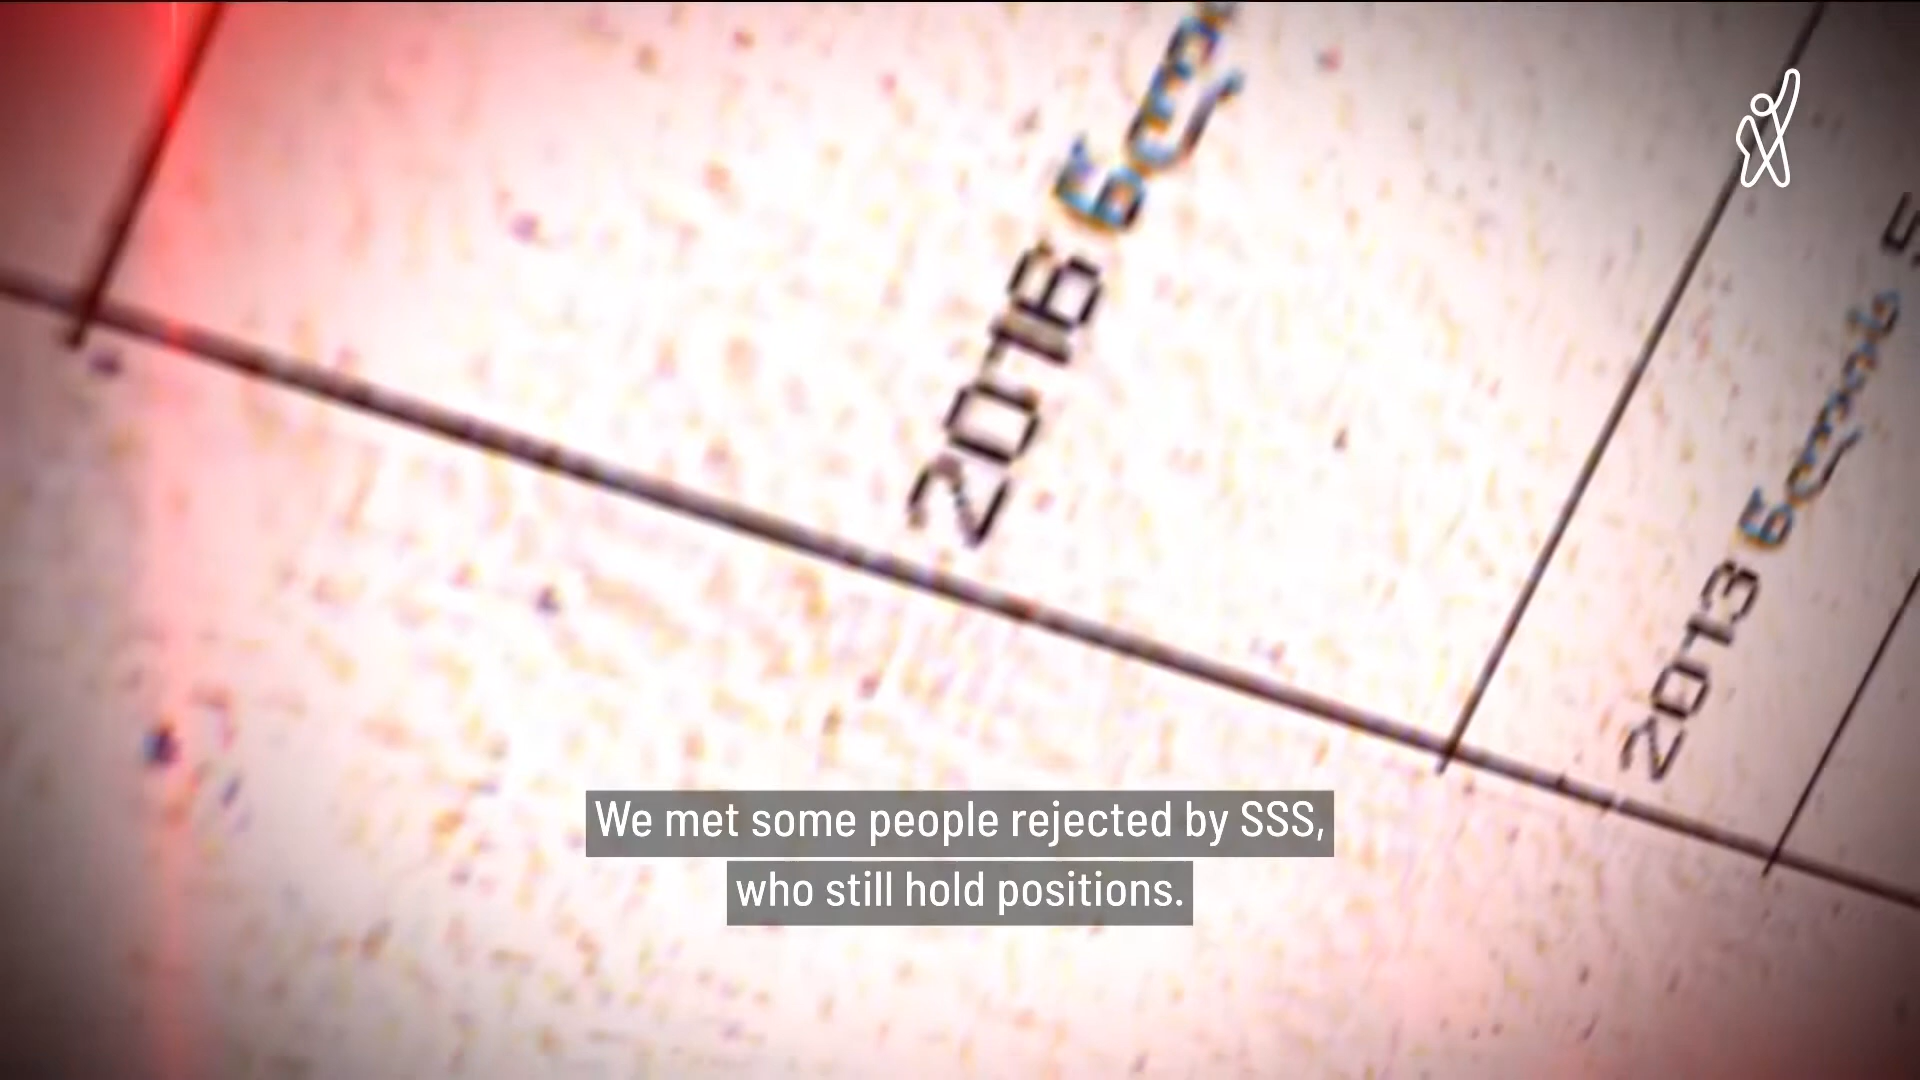 2016
2013
We met some people rejected by SSS,
who still hold positions.